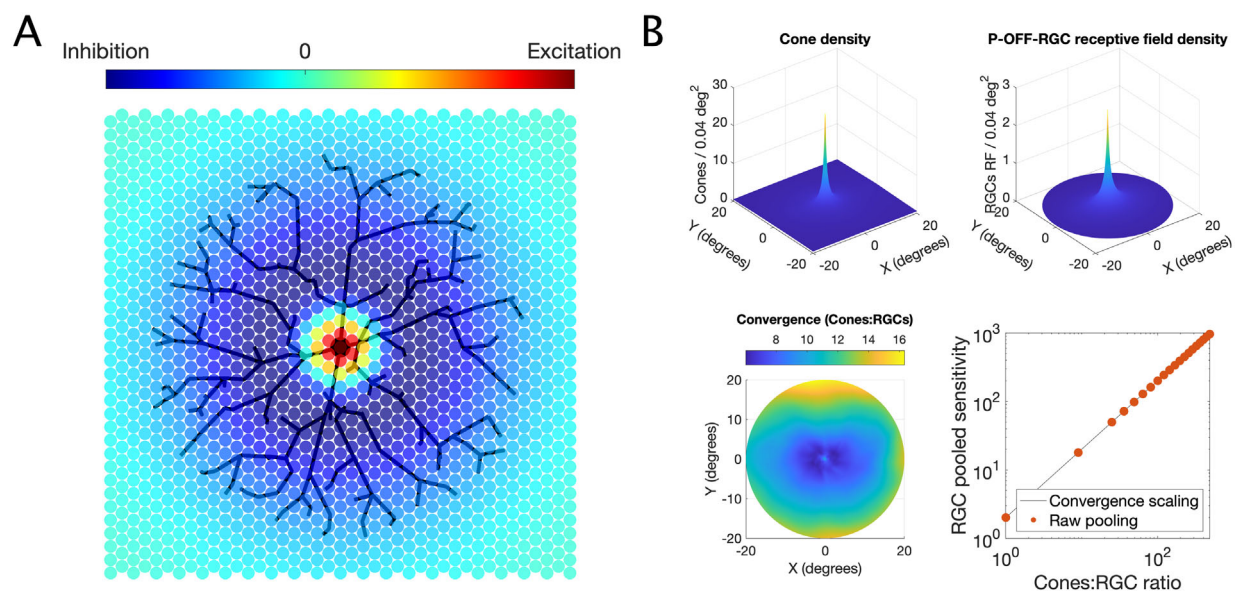 A
Inhibition 0 Excitation
B
Cone density
Cones / 0.04 deg²
30
20
10
0
20
0
-20
Y (degrees)
-20
0
20
X (degrees)
P-OFF-RGC receptive field density
RGCs RF / 0.04 deg²
3
2
1
0
20
0
-20
Y (degrees)
-20
0
20
X (degrees)
Convergence (Cones:RGCs)
8 10 12 14 16
Y (degrees)
20
10
0
-10
-20
-20 0 20
X (degrees)
RGC pooled sensitivity
10³
10²
10¹
10⁰
Convergence scaling
Raw pooling
10⁰ 10²
Cones:RGC ratio